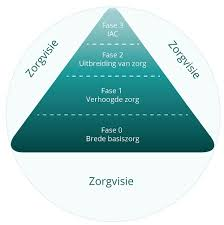 Zorgvisie
Zorgvisie
Fase 3
IAC
Fase 2
Uitbreiding van zorg
Fase 1
Verhoogde zorg
Fase 0
Brede basiszorg
Zorgvisie